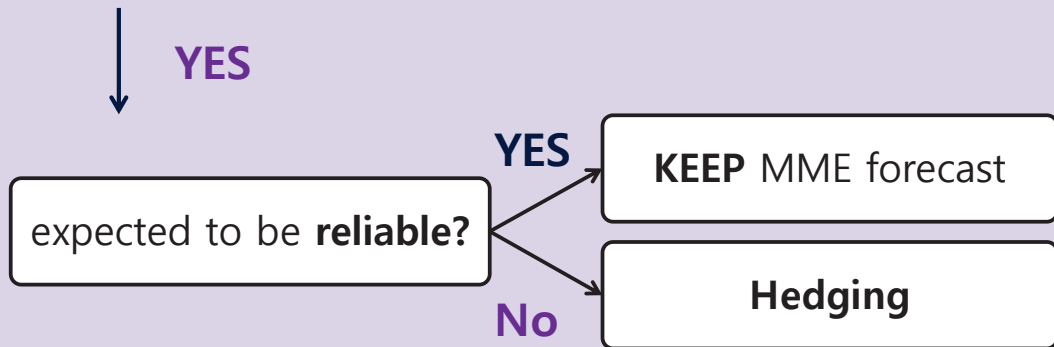 YES
YES
KEEP MME forecast
expected to be reliable?
Hedging
No